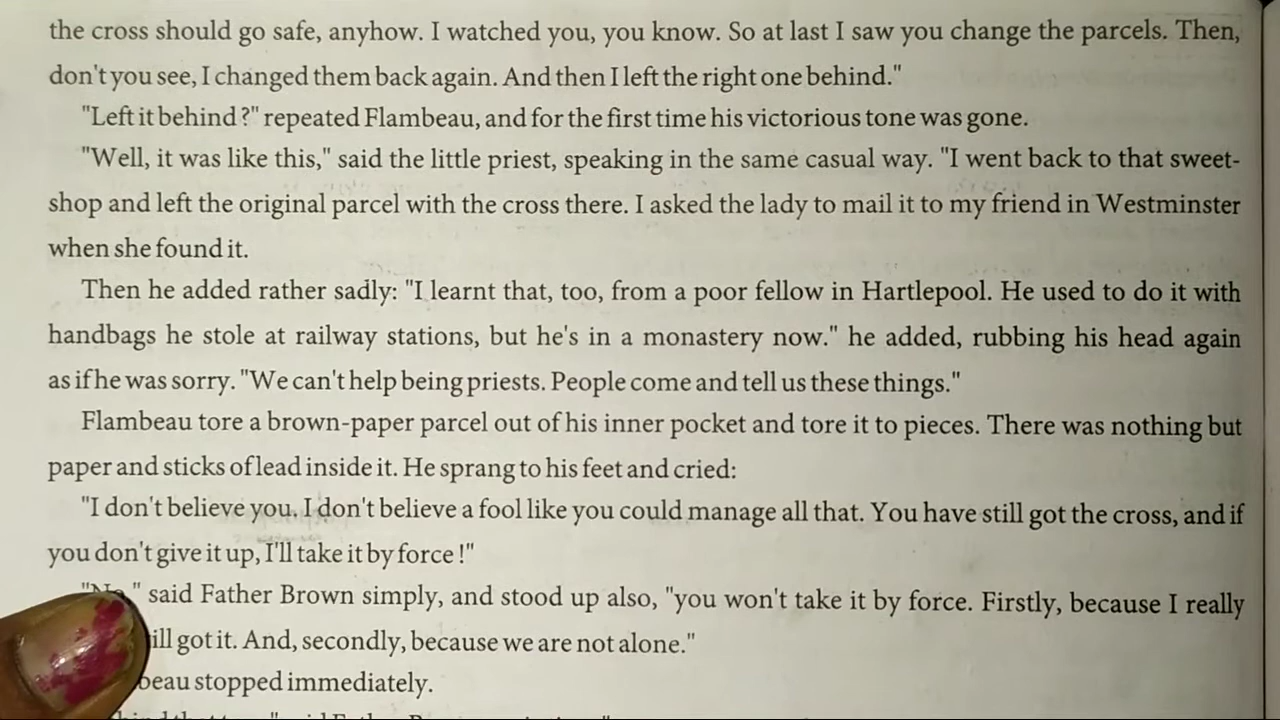 the cross should go safe, anyhow. I watched you, you know. So at last I saw you change the parcels. Then,
don't you see, I changed them back again. And then I left the right one behind."
"Left it behind ?" repeated Flambeau, and for the first time his victorious tone was gone.
"Well, it was like this," said the little priest, speaking in the same casual way. "I went back to that sweet-
shop and left the original parcel with the cross there. I asked the lady to mail it to my friend in Westminster
when she found it.
Then he added rather sadly: "I learnt that, too, from a poor fellow in Hartlepool. He used to do it with
handbags he stole at railway stations, but he's in a monastery now." he added, rubbing his head again
as if he was sorry. "We can't help being priests. People come and tell us these things."
Flambeau tore a brown-paper parcel out of his inner pocket and tore it to pieces. There was nothing but
paper and sticks of lead inside it. He sprang to his feet and cried:
"I don't believe you. I don't believe a fool like you could manage all that. You have still got the cross, and if
you don't give it up, I'll take it by force !"
"No," said Father Brown simply, and stood up also, "you won't take it by force. Firstly, because I really
got it. And, secondly, because we are not alone."
stopped immediately.